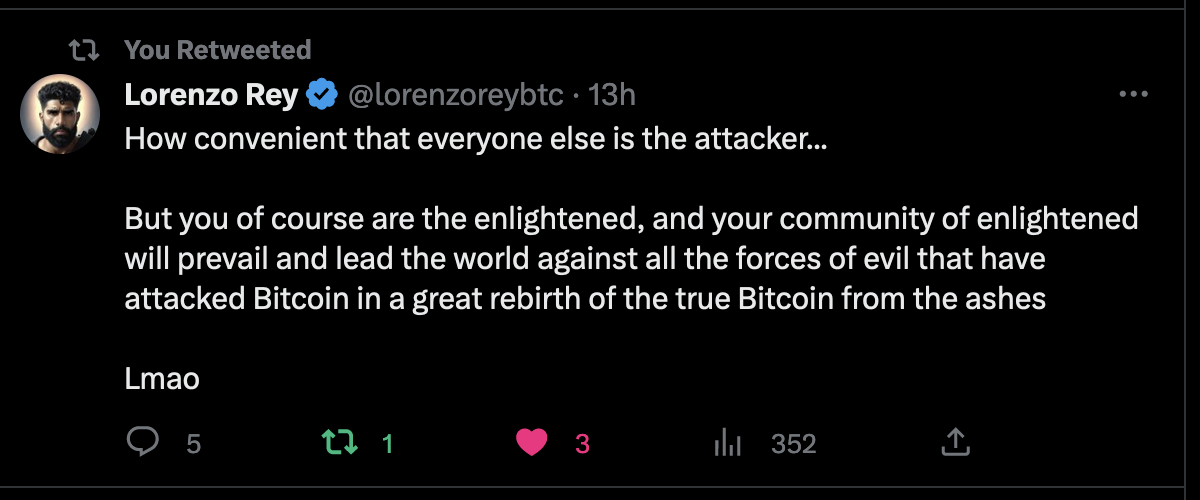 You Retweeted
Lorenzo Rey @lorenzoreybtc · 13h
How convenient that everyone else is the attacker...
But you of course are the enlightened, and your community of enlightened
will prevail and lead the world against all the forces of evil that have
attacked Bitcoin in a great rebirth of the true Bitcoin from the ashes
Lmao
5 1 3 352